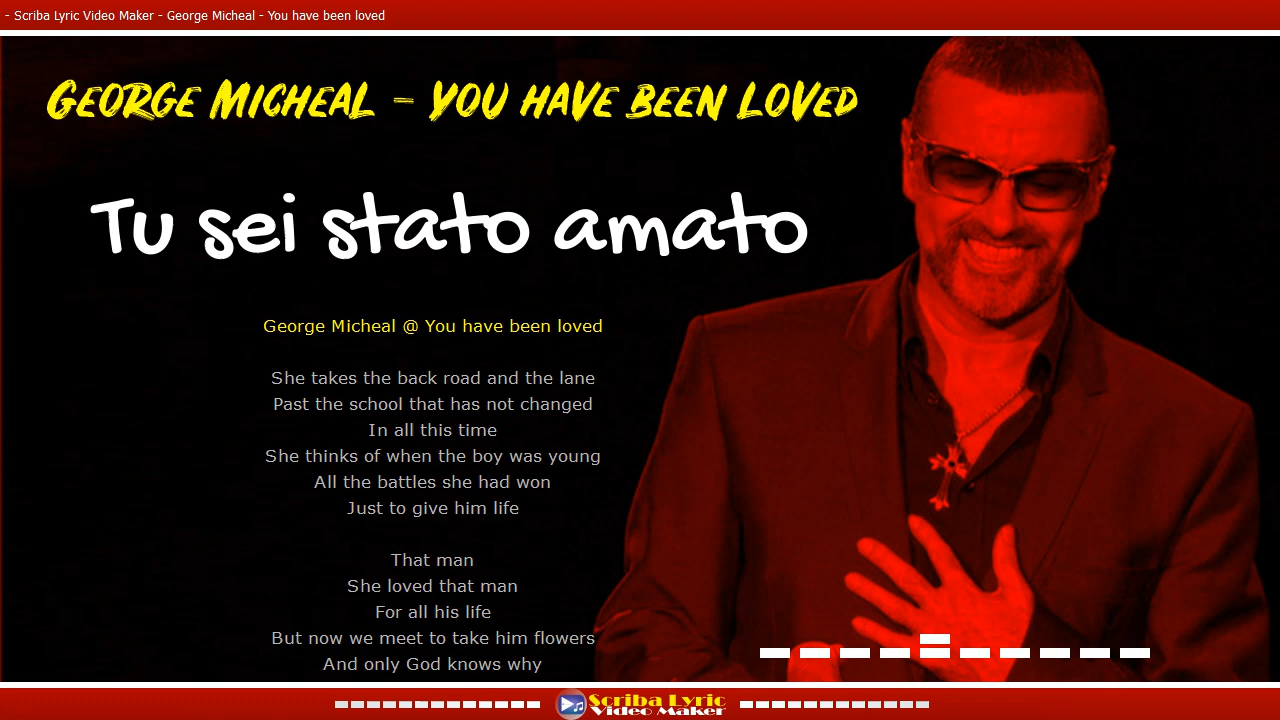 - Scriba Lyric Video Maker - George Micheal - You have been loved
George Micheal - You have been loved
Tu sei stato amato
George Micheal @ You have been loved
She takes the back road and the lane
Past the school that has not changed
In all this time
She thinks of when the boy was young
All the battles she had won
Just to give him life
That man
She loved that man
For all his life
But now we meet to take him flowers
And only God knows why
Scriba Lyric
Video Maker